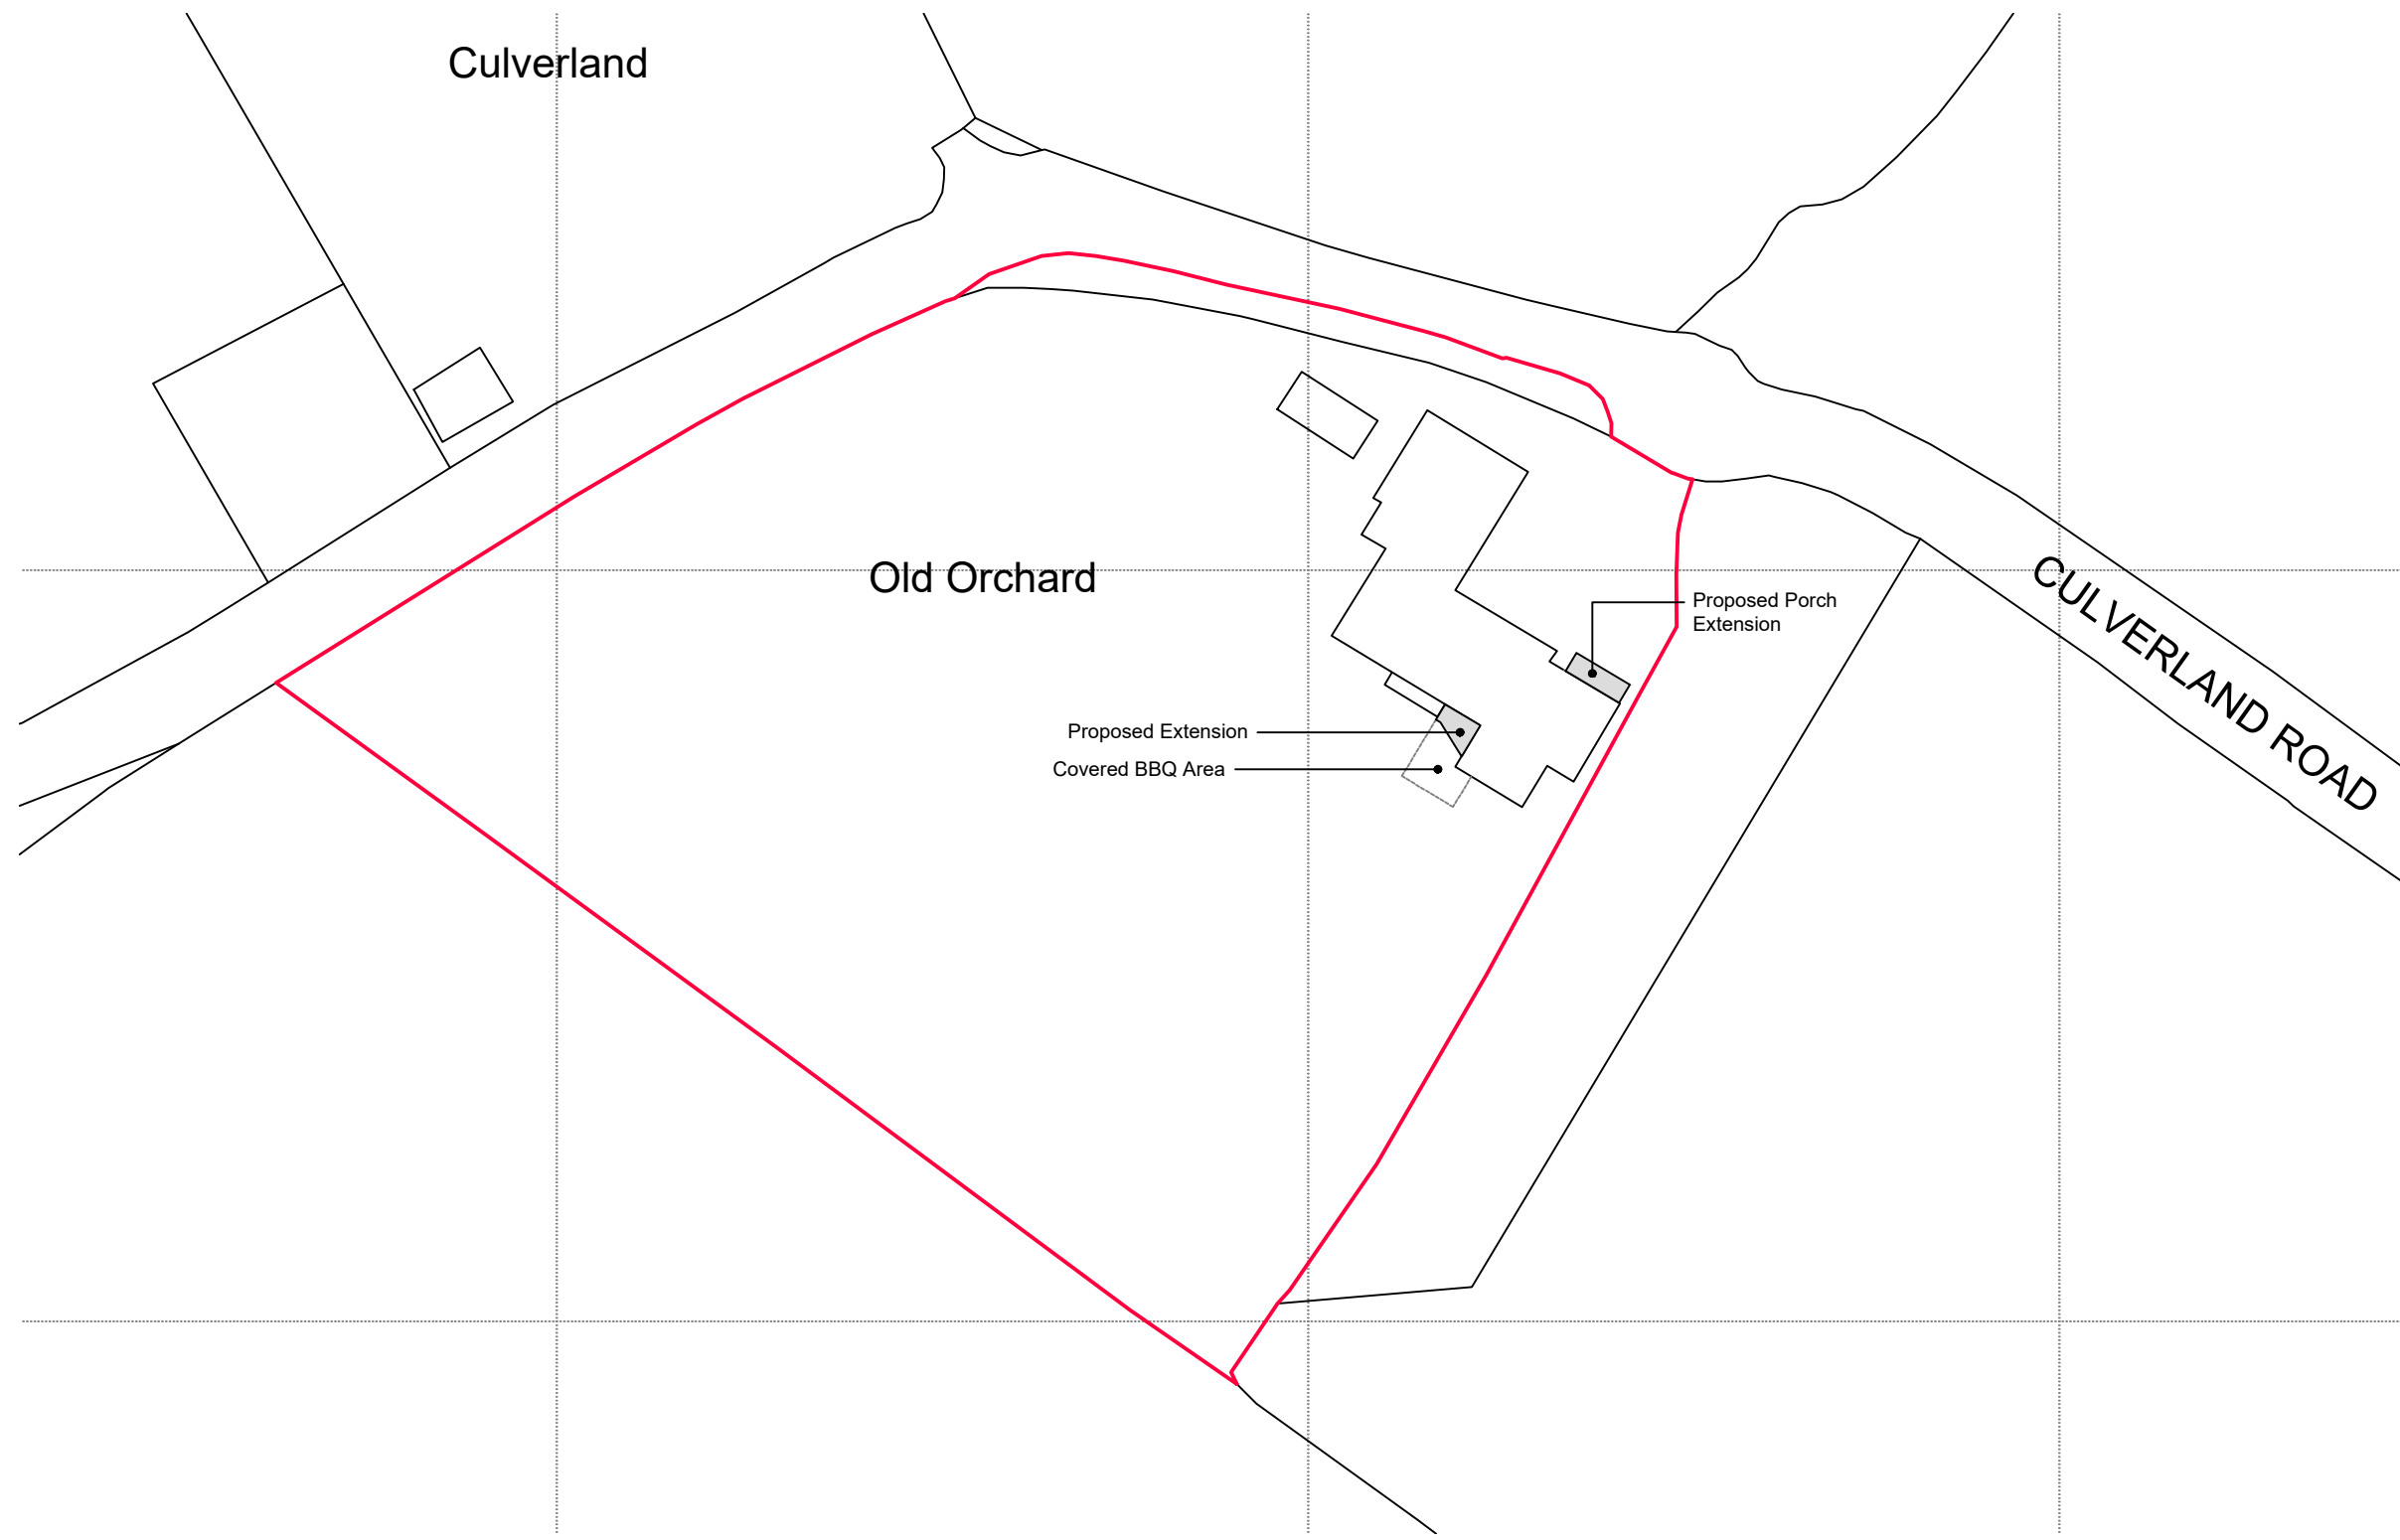 Culverland
Old Orchard
CULVERLAND ROAD
Proposed Porch
Extension
Proposed Extension
Covered BBQ Area